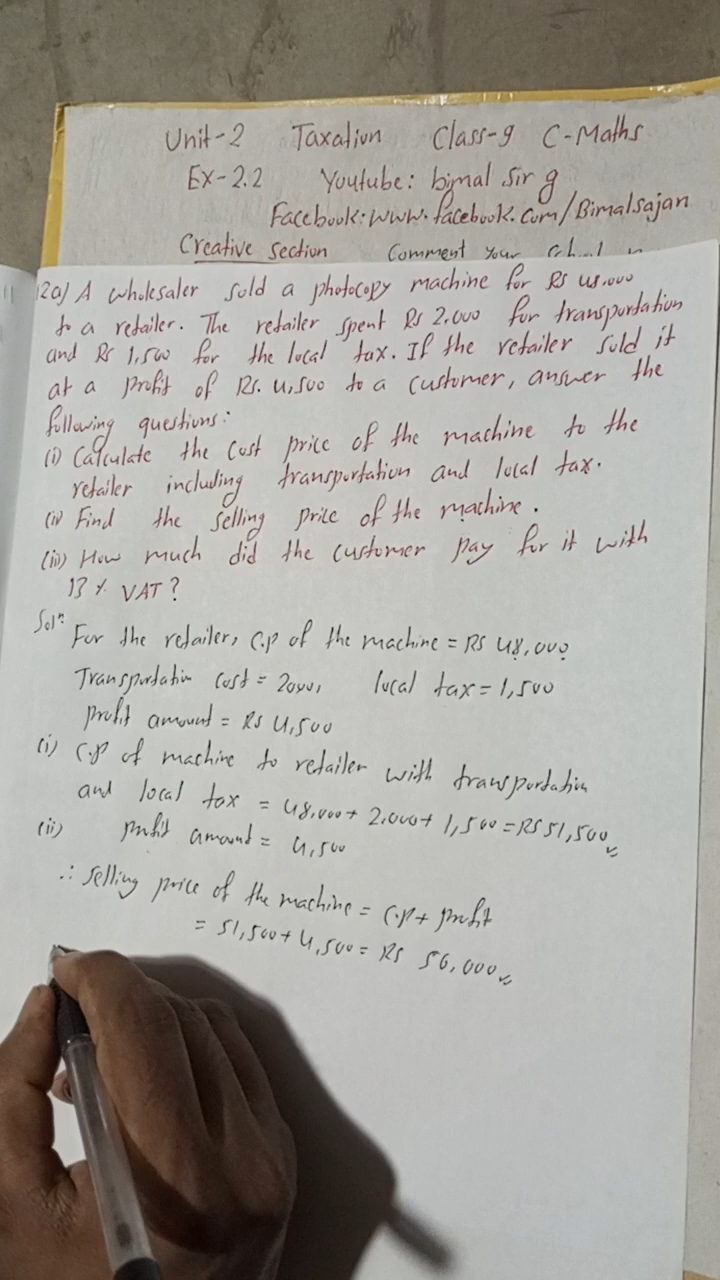 Unit-2 Taxation Class-9 C-Maths
Ex-2.2 Youtube: bimal sir g
Facebook: www.facebook.com/Bimalsajan
Creative section Comment your
12a) A wholesaler sold a photocopy machine for Rs
to a retailer. The retailer spent Rs 2,000 for transportation
and Rs 1,500 for the local tax. If the retailer sold it
at a profit of Rs. 4,500 to a customer, answer the
following questions:
(i) Calculate the cost price of the machine to the
retailer including transportation and local tax.
(ii) Find the selling price of the machine.
(iii) How much did the customer pay for it with
13% VAT?
Solⁿ
For the retailer, C.P of the machine = Rs 48,000
Transportation cost = 2000, local tax = 1,500
profit amount = Rs 4,500
(i) C.P of machine to retailer with transportation
and local tax = 48,000 + 2,000 + 1,500 = RS 51,500
(ii) profit amount = 4,500
∴ Selling price of the machine = C.P + profit
= 51,500 + 4,500 = Rs 56,000